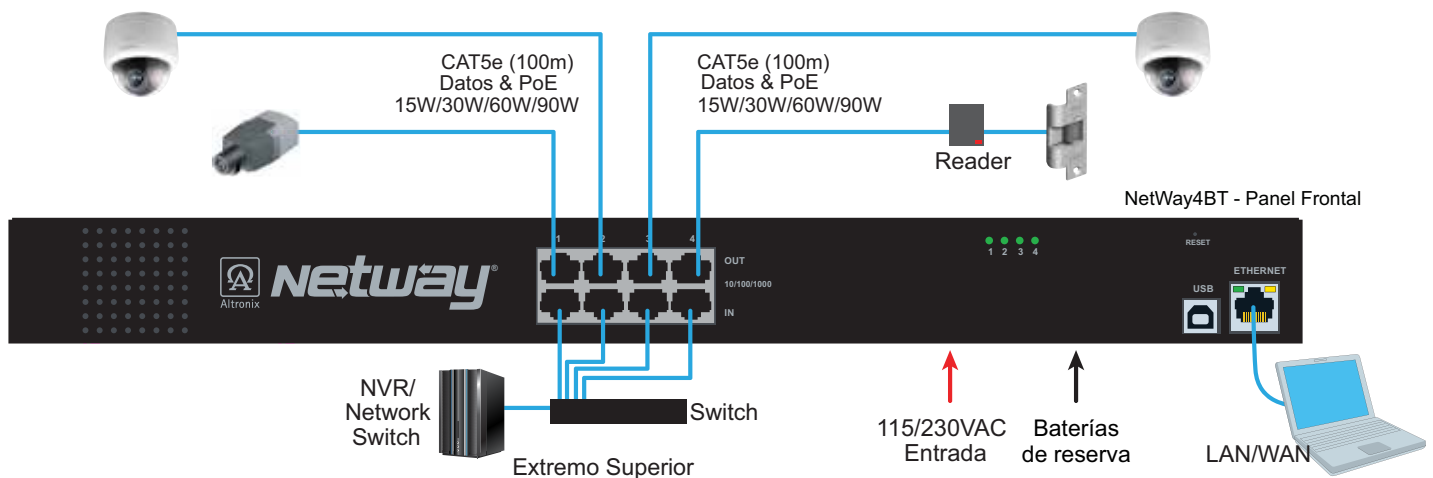 CAT5e (100m)
Datos & PoE
15W/30W/60W/90W
CAT5e (100m)
Datos & PoE
15W/30W/60W/90W
Reader
NetWay4BT - Panel Frontal
Altronix
Netway®
1 2 3 4
OUT
10/100/1000
IN
1 2 3 4
RESET
USB
ETHERNET
NVR/
Network
Switch
Switch
Extremo Superior
115/230VAC
Entrada
Baterías
de reserva
LAN/WAN